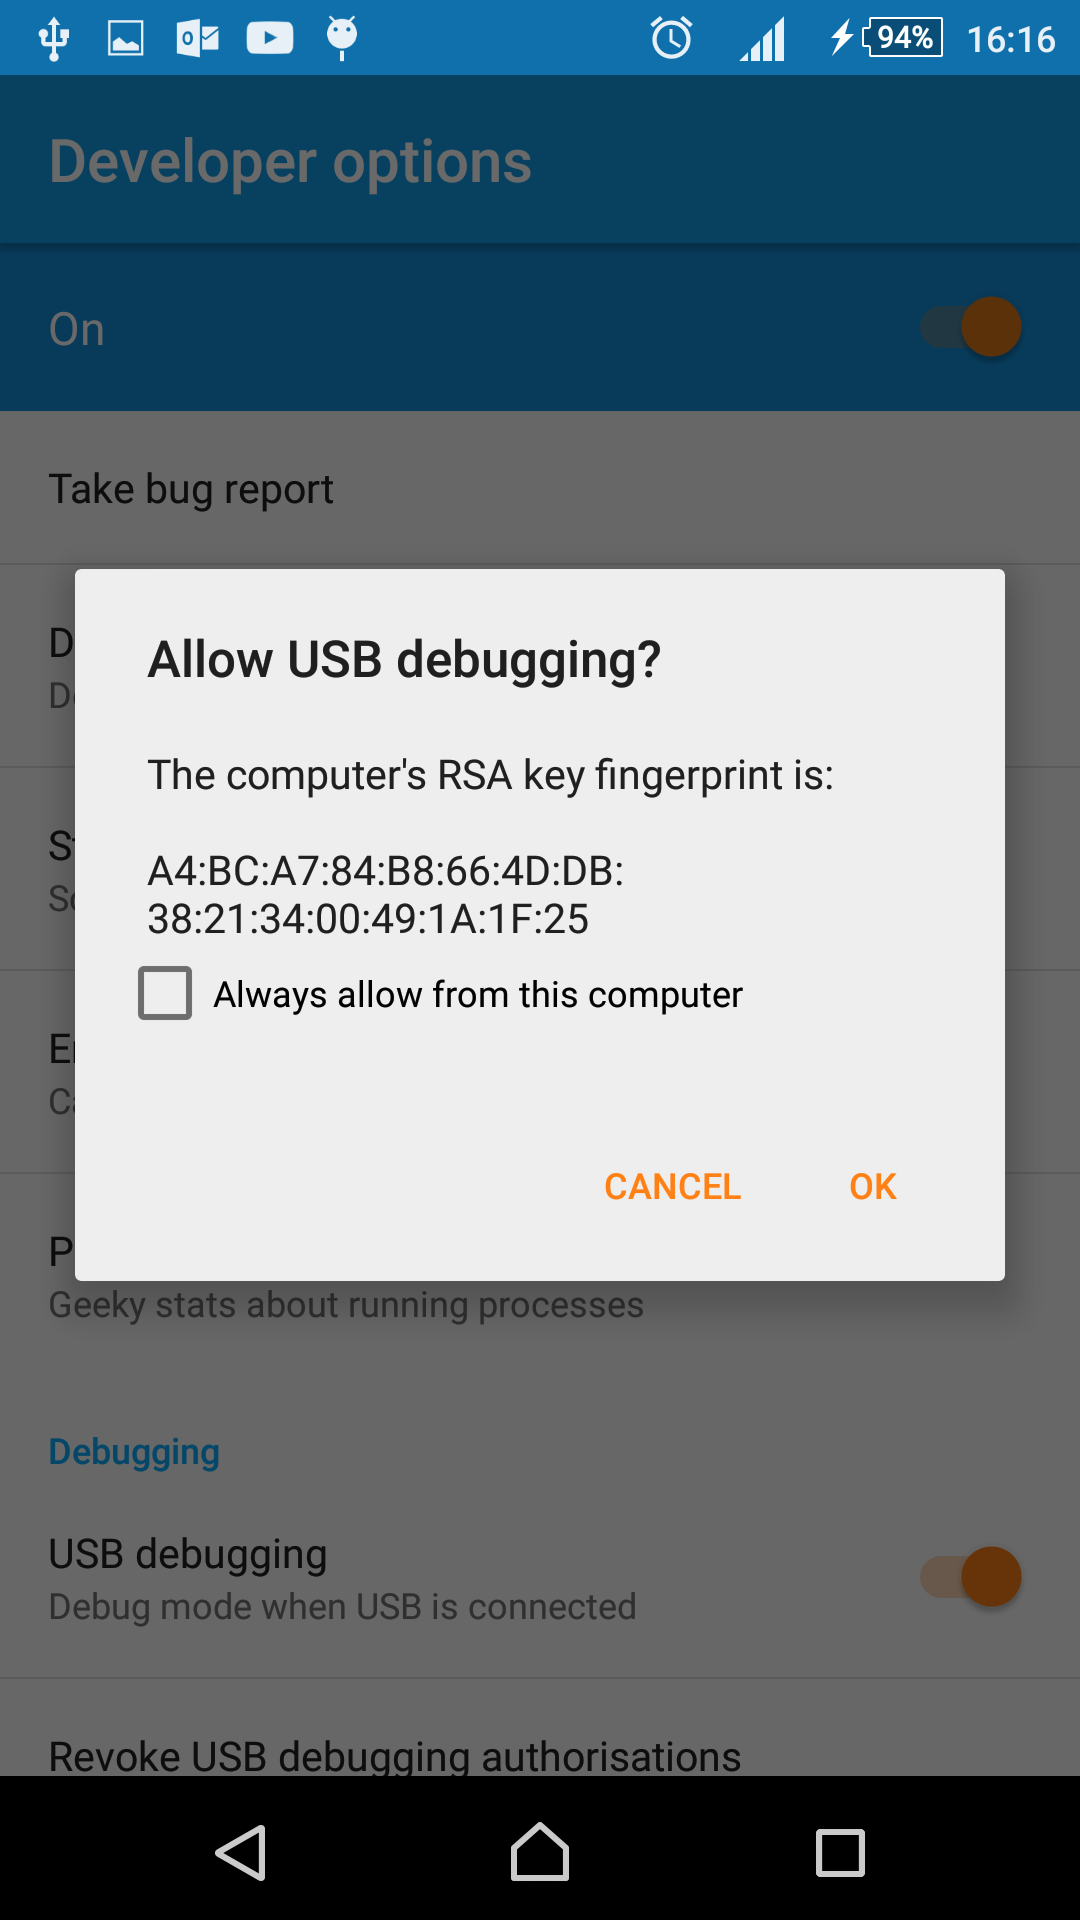 94% 16:16
Developer options
On
Take bug report
Allow USB debugging?
The computer's RSA key fingerprint is:
A4:BC:A7:84:B8:66:4D:DB:
38:21:34:00:49:1A:1F:25
Always allow from this computer
CANCEL OK
Geeky stats about running processes
Debugging
USB debugging
Debug mode when USB is connected
Revoke USB debugging authorisations